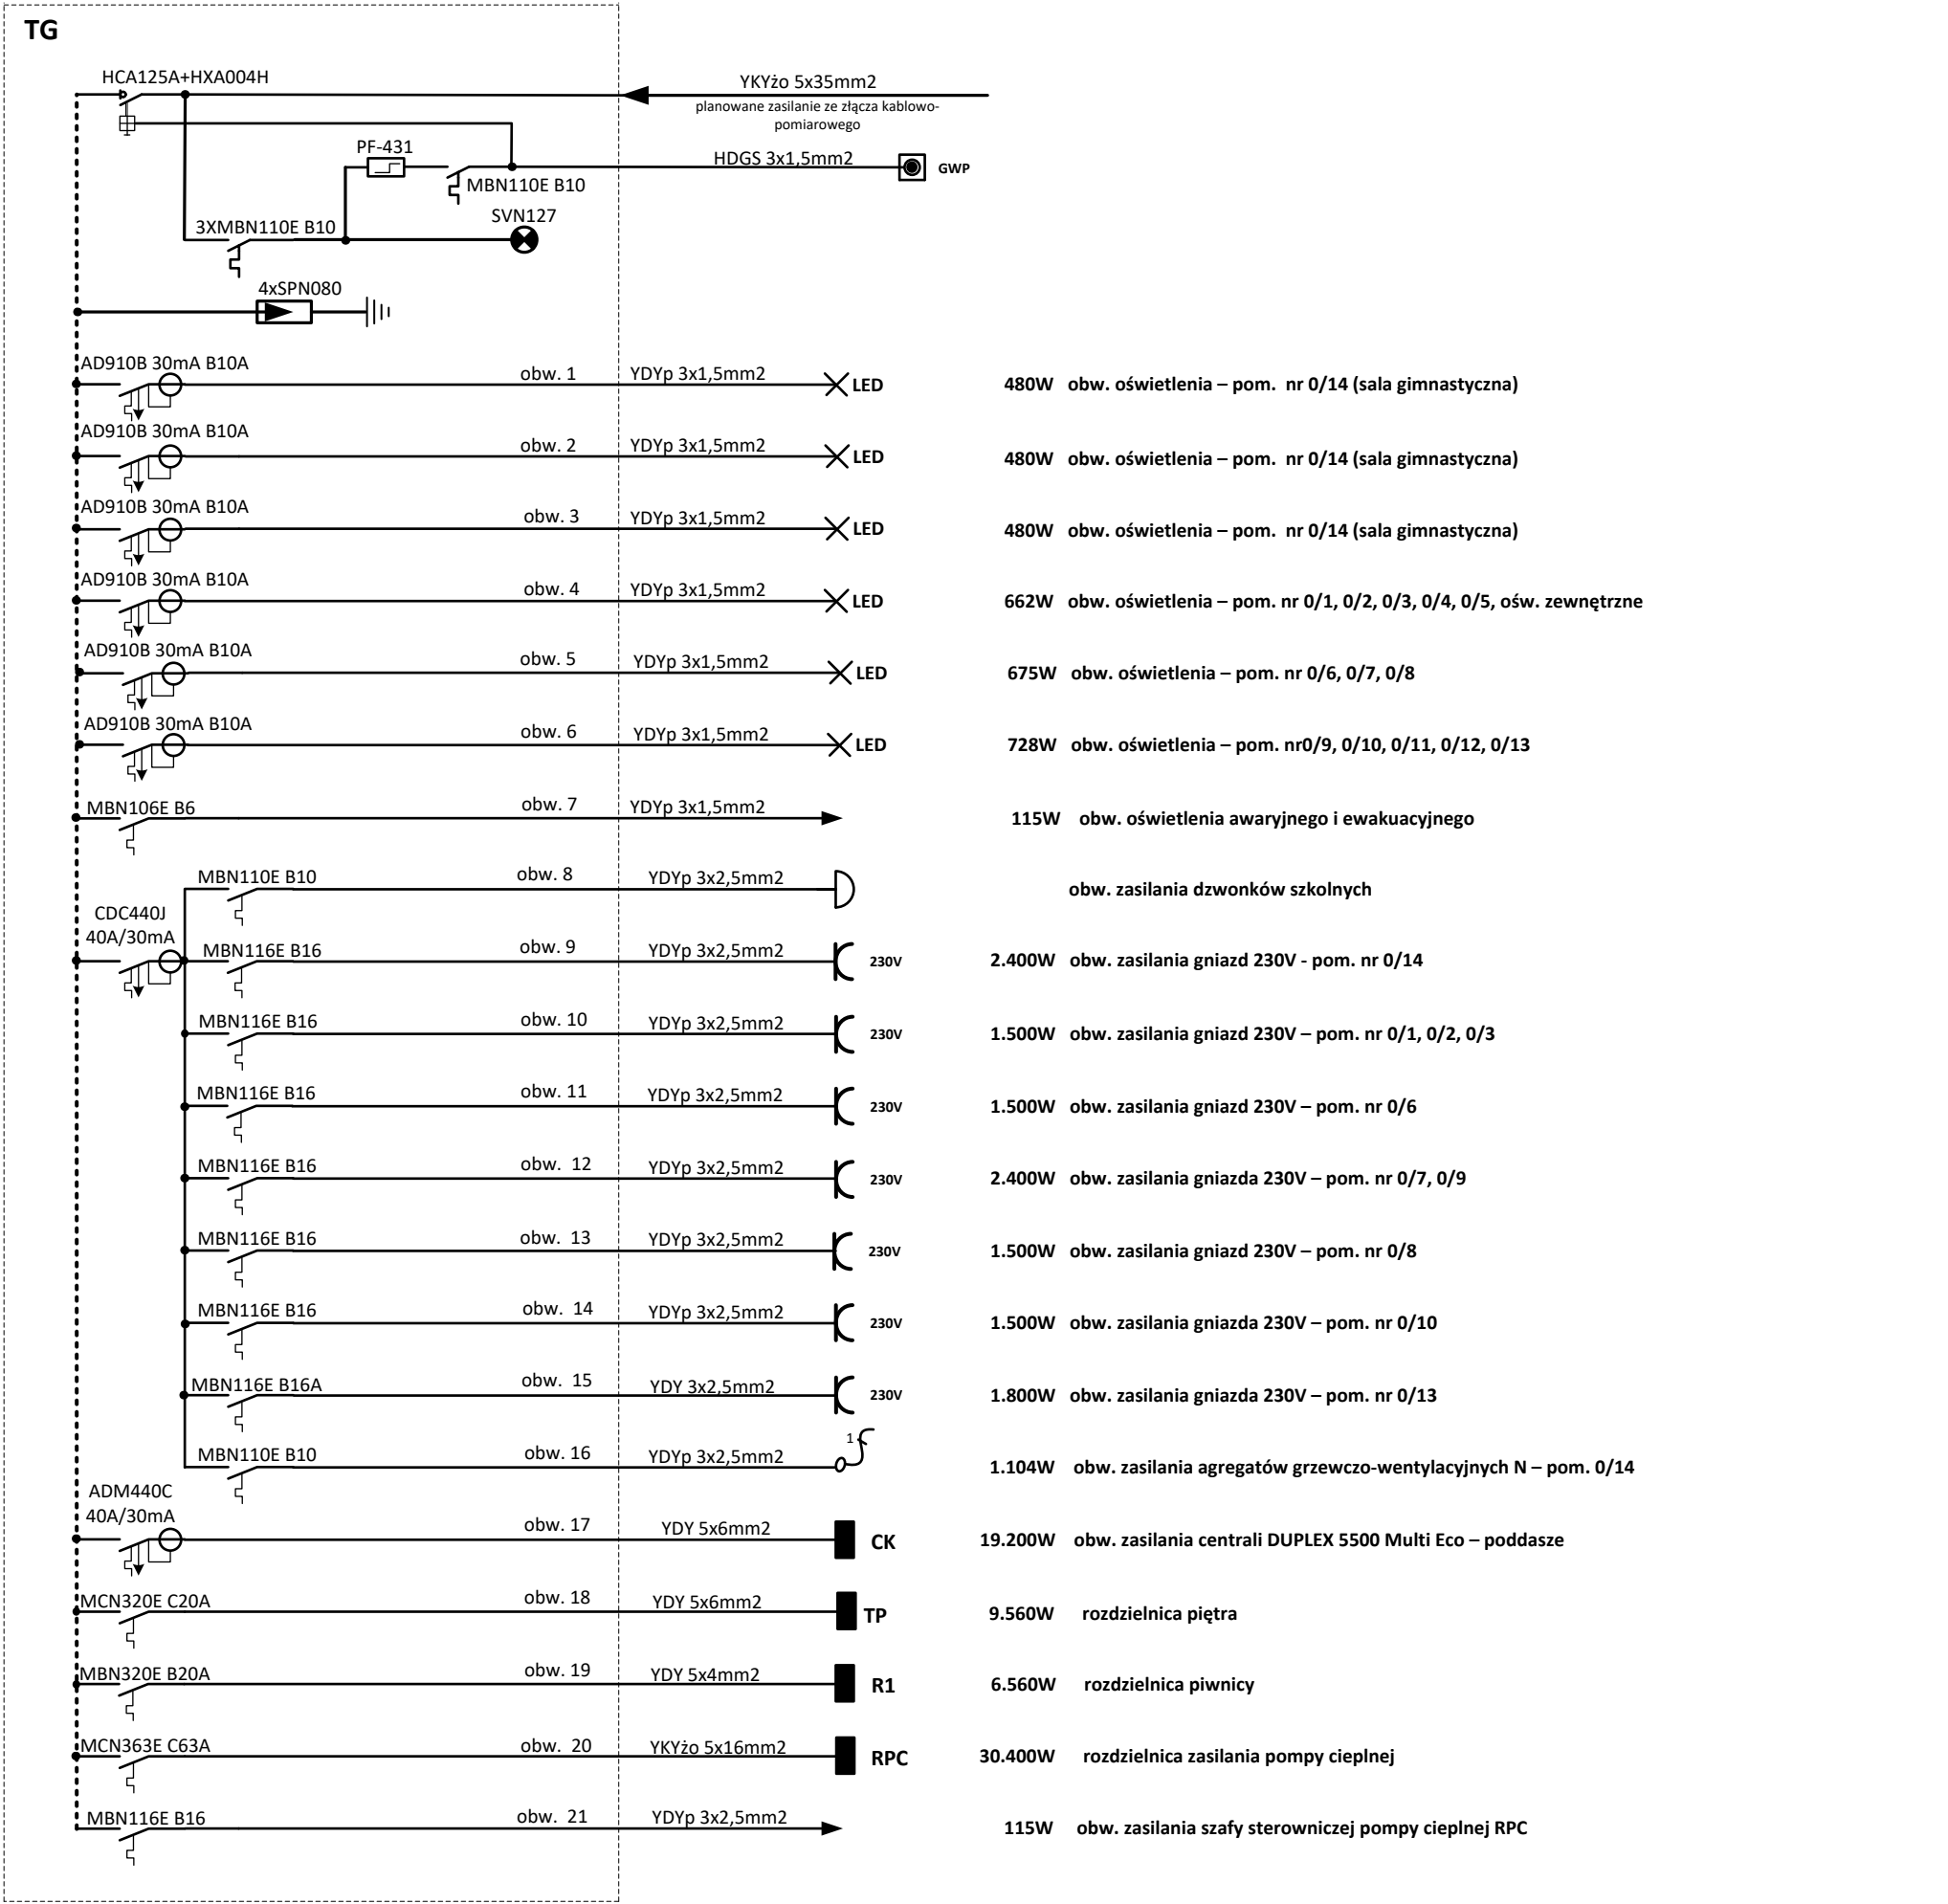 TG
HCA125A+HXA004H
YKYżo 5x35mm2
planowane zasilanie ze złącza kablowo-
pomiarowego
PF-431
HDGS 3x1,5mm2
GWP
MBN110E B10
SVN127
3XMBN110E B10
4xSPN080
AD910B 30mA B10A
obw. 1
YDYp 3x1,5mm2
LED
480W obw. oświetlenia – pom. nr 0/14 (sala gimnastyczna)
AD910B 30mA B10A
obw. 2
YDYp 3x1,5mm2
LED
480W obw. oświetlenia – pom. nr 0/14 (sala gimnastyczna)
AD910B 30mA B10A
obw. 3
YDYp 3x1,5mm2
LED
480W obw. oświetlenia – pom. nr 0/14 (sala gimnastyczna)
AD910B 30mA B10A
obw. 4
YDYp 3x1,5mm2
LED
662W obw. oświetlenia – pom. nr 0/1, 0/2, 0/3, 0/4, 0/5, ośw. zewnętrzne
AD910B 30mA B10A
obw. 5
YDYp 3x1,5mm2
LED
675W obw. oświetlenia – pom. nr 0/6, 0/7, 0/8
AD910B 30mA B10A
obw. 6
YDYp 3x1,5mm2
LED
728W obw. oświetlenia – pom. nr0/9, 0/10, 0/11, 0/12, 0/13
MBN106E B6
obw. 7
YDYp 3x1,5mm2
115W obw. oświetlenia awaryjnego i ewakuacyjnego
MBN110E B10
obw. 8
YDYp 3x2,5mm2
obw. zasilania dzwonków szkolnych
CDC440J
40A/30mA
MBN116E B16
obw. 9
YDYp 3x2,5mm2
230V
2.400W obw. zasilania gniazd 230V - pom. nr 0/14
MBN116E B16
obw. 10
YDYp 3x2,5mm2
230V
1.500W obw. zasilania gniazd 230V – pom. nr 0/1, 0/2, 0/3
MBN116E B16
obw. 11
YDYp 3x2,5mm2
230V
1.500W obw. zasilania gniazd 230V – pom. nr 0/6
MBN116E B16
obw. 12
YDYp 3x2,5mm2
230V
2.400W obw. zasilania gniazda 230V – pom. nr 0/7, 0/9
MBN116E B16
obw. 13
YDYp 3x2,5mm2
230V
1.500W obw. zasilania gniazd 230V – pom. nr 0/8
MBN116E B16
obw. 14
YDYp 3x2,5mm2
230V
1.500W obw. zasilania gniazda 230V – pom. nr 0/10
MBN116E B16A
obw. 15
YDY 3x2,5mm2
230V
1.800W obw. zasilania gniazda 230V – pom. nr 0/13
MBN110E B10
obw. 16
YDYp 3x2,5mm2
1
1.104W obw. zasilania agregatów grzewczo-wentylacyjnych N – pom. 0/14
ADM440C
40A/30mA
obw. 17
YDY 5x6mm2
CK
19.200W obw. zasilania centrali DUPLEX 5500 Multi Eco – poddasze
MCN320E C20A
obw. 18
YDY 5x6mm2
TP
9.560W rozdzielnica piętra
MBN320E B20A
obw. 19
YDY 5x4mm2
R1
6.560W rozdzielnica piwnicy
MCN363E C63A
obw. 20
YKYżo 5x16mm2
RPC
30.400W rozdzielnica zasilania pompy cieplnej
MBN116E B16
obw. 21
YDYp 3x2,5mm2
115W obw. zasilania szafy sterowniczej pompy cieplnej RPC